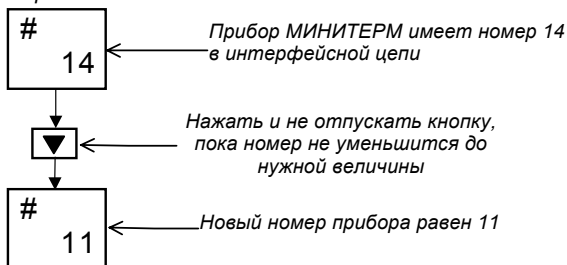 #
14
Прибор МИНИТЕРМ имеет номер 14
в интерфейсной цепи
Нажать и не отпускать кнопку,
пока номер не уменьшится до
нужной величины
#
11
Новый номер прибора равен 11